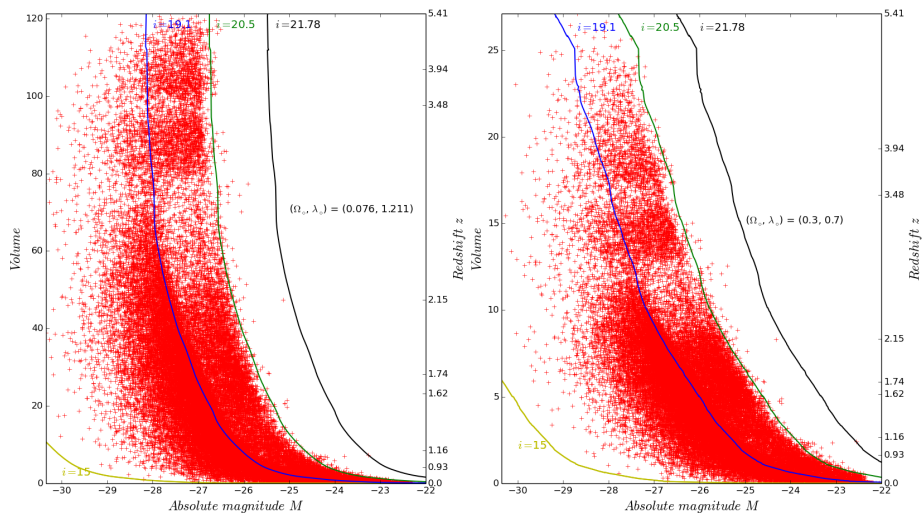 i=19.1 i=20.5 i=21.78
120
100
80
60
40
20
0
Volume
5.41
3.94
3.48
2.15
1.74
1.62
1.16
0.93
0.0
Redshift z
(Ω∘, λ∘) = (0.076, 1.211)
i=15
−30 −29 −28 −27 −26 −25 −24 −23 −22
Absolute magnitude M
i=19.1 i=20.5 i=21.78
25
20
15
10
5
0
Volume
5.41
3.94
3.48
2.15
1.74
1.62
1.16
0.93
0.0
Redshift z
(Ω∘, λ∘) = (0.3, 0.7)
i=15
−30 −29 −28 −27 −26 −25 −24 −23 −22
Absolute magnitude M